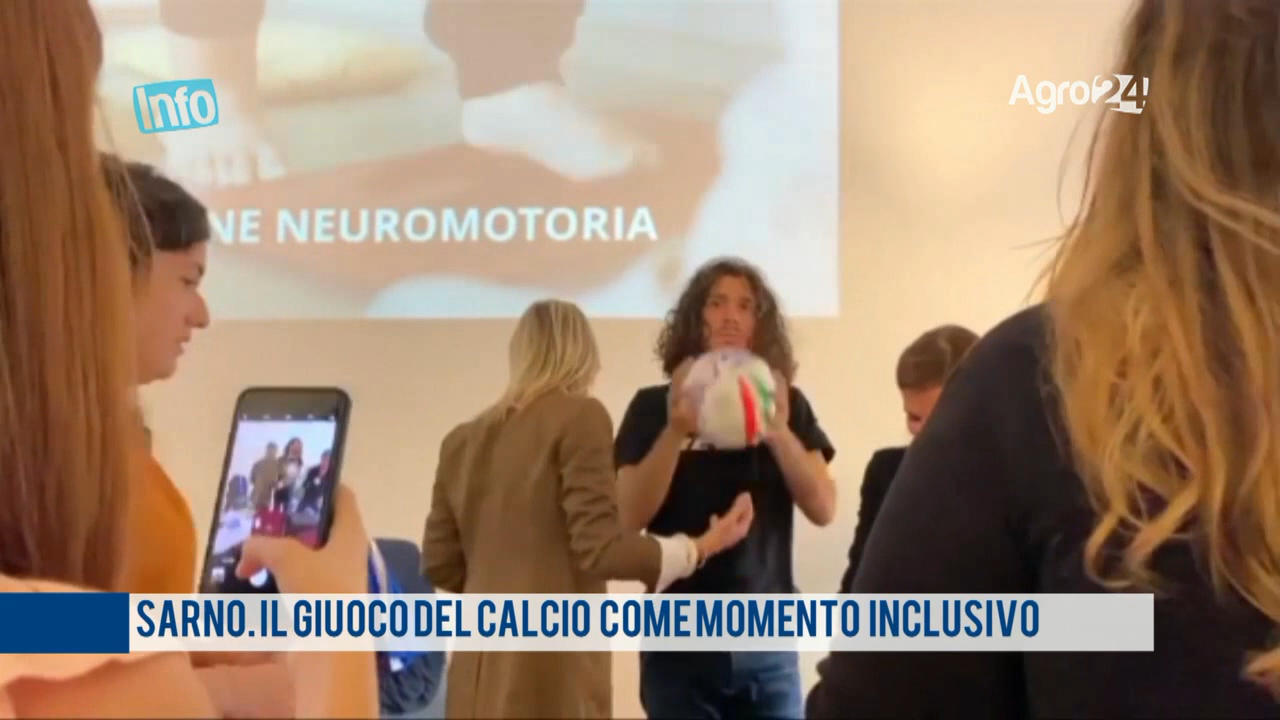 Info
Agro24
NE NEUROMOTORIA
SARNO. IL GIUOCO DEL CALCIO COME MOMENTO INCLUSIVO